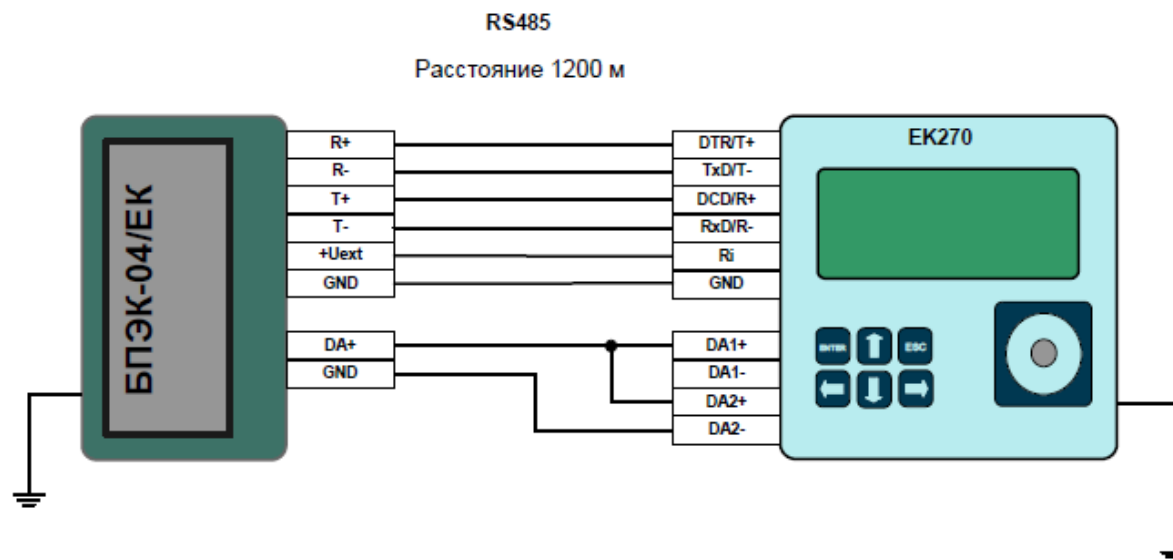 RS485
Расстояние 1200 м
БПЭК-04/ЕК
R+
R-
T+
T-
+Uext
GND
DA+
GND
DTR/T+
TxD/T-
DCD/R+
RxD/R-
Ri
GND
DA1+
DA1-
DA2+
DA2-
EK270
ENTER
ESC